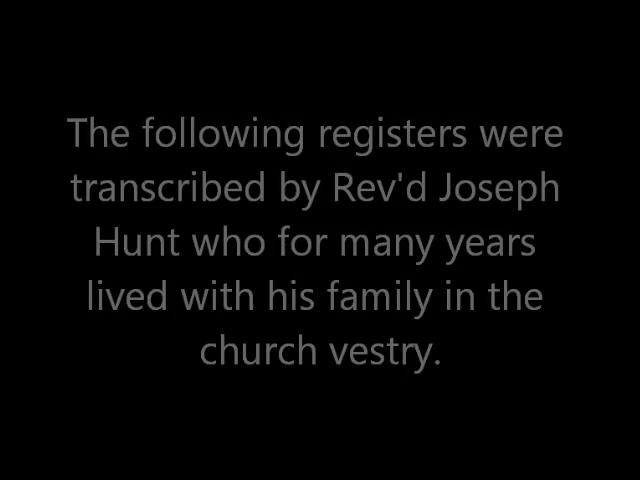 The following registers were
transcribed by Rev'd Joseph
Hunt who for many years
lived with his family in the
church vestry.